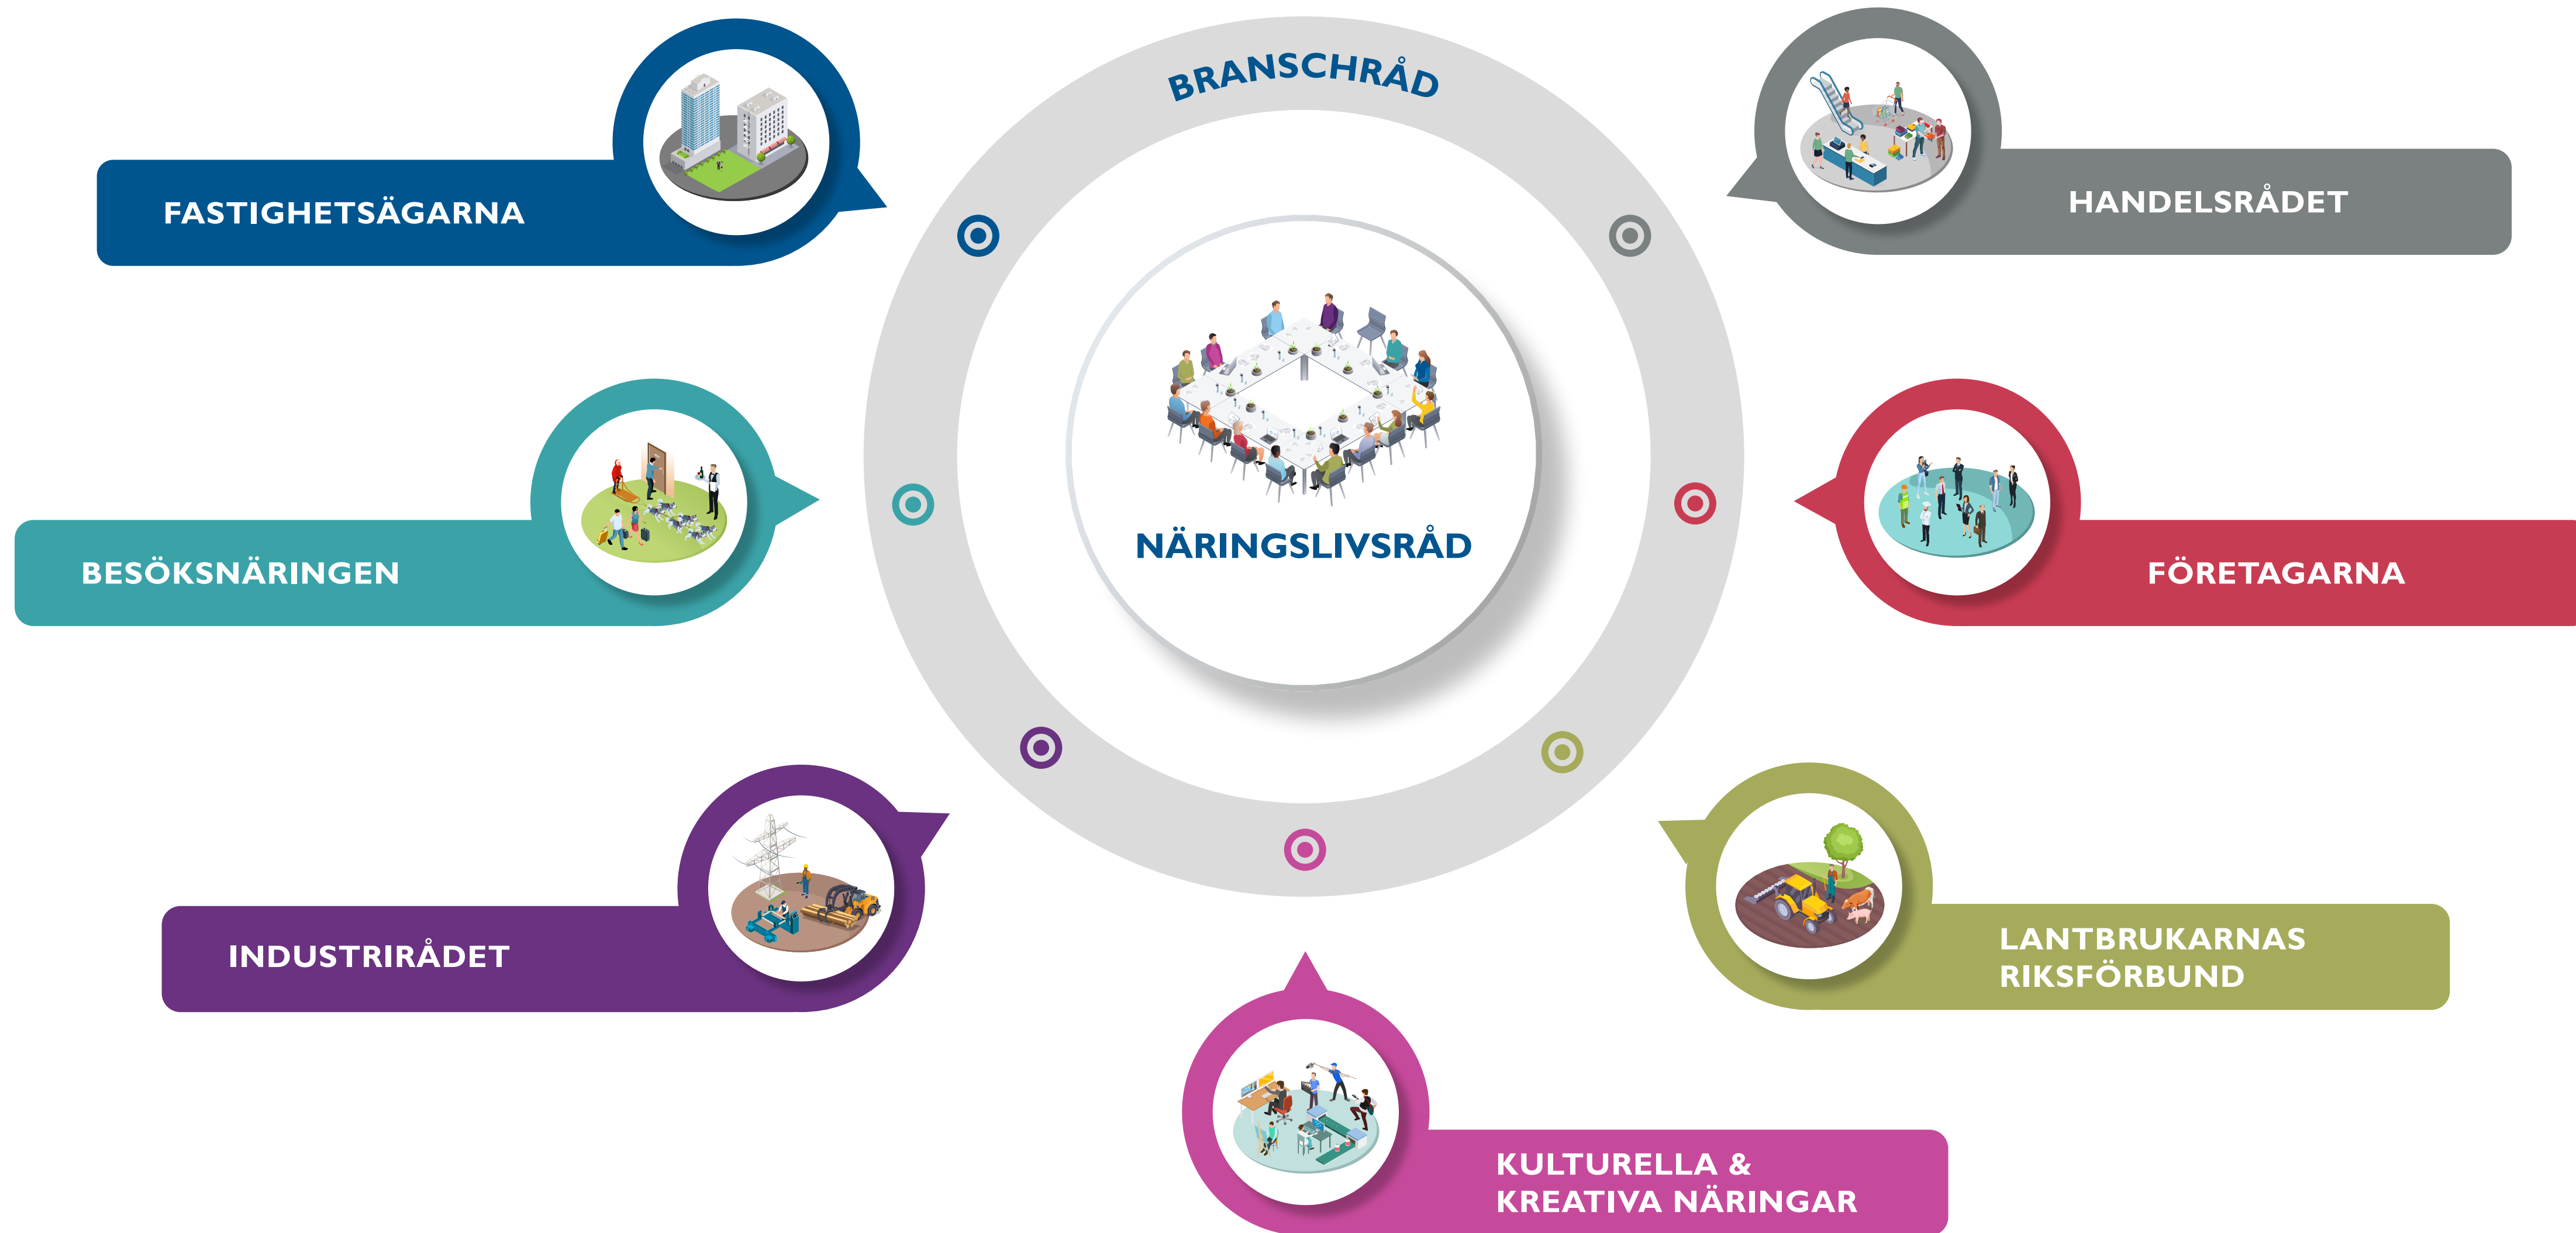 BRANSCHRÅD
FASTIGHETSÄGARNA
HANDELSRÅDET
NÄRINGSLIVSRÅD
BESÖKSNÄRINGEN
FÖRETAGARNA
INDUSTRIRÅDET
LANTBRUKARNAS
RIKSFÖRBUND
KULTURELLA &
KREATIVA NÄRINGAR